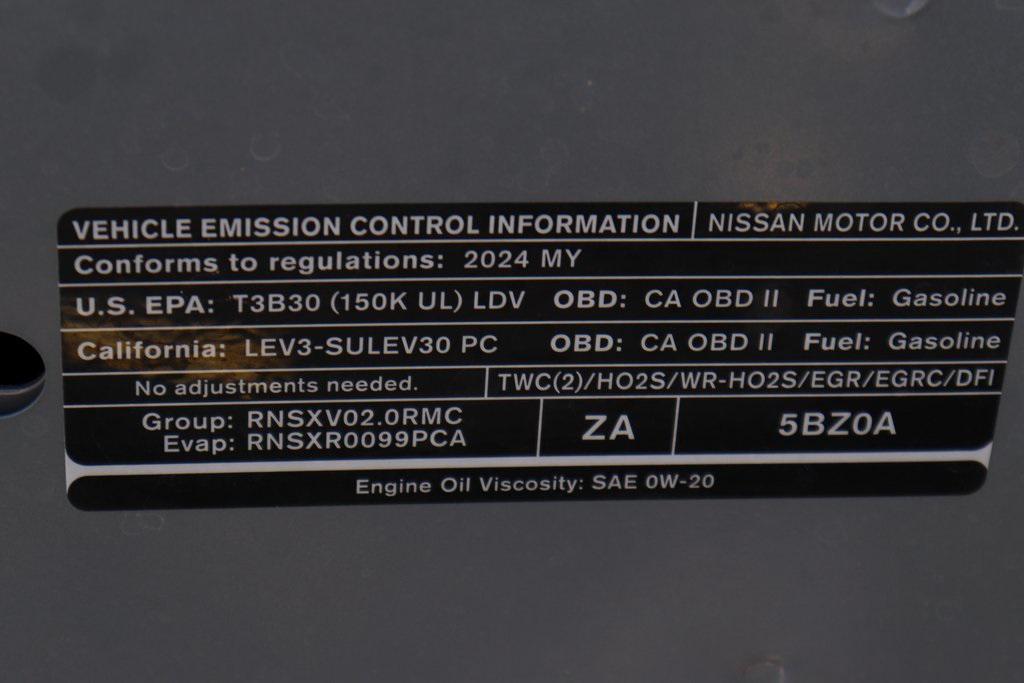 VEHICLE EMISSION CONTROL INFORMATION NISSAN MOTOR CO., LTD.
Conforms to regulations: 2024 MY
U.S. EPA: T3B30 (150K UL) LDV OBD: CA OBD II Fuel: Gasoline
California: LEV3-SULEV30 PC OBD: CA OBD II Fuel: Gasoline
No adjustments needed. TWC(2)/HO2S/WR-HO2S/EGR/EGRC/DFI
Group: RNSXV02.0RMC
Evap: RNSXR0099PCA
ZA
5BZ0A
Engine Oil Viscosity: SAE 0W-20